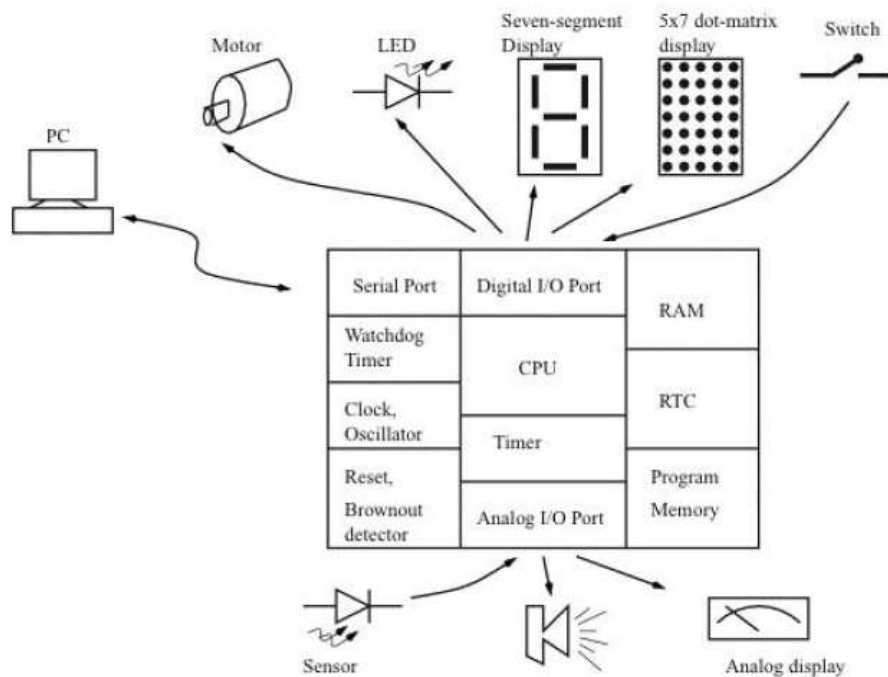 Motor
LED
Seven-segment
Display
5x7 dot-matrix
display
Switch
PC
Serial Port
Digital I/O Port
RAM
Watchdog
Timer
CPU
RTC
Clock,
Oscillator
Timer
Reset,
Brownout
detector
Analog I/O Port
Program
Memory
Sensor
Analog display